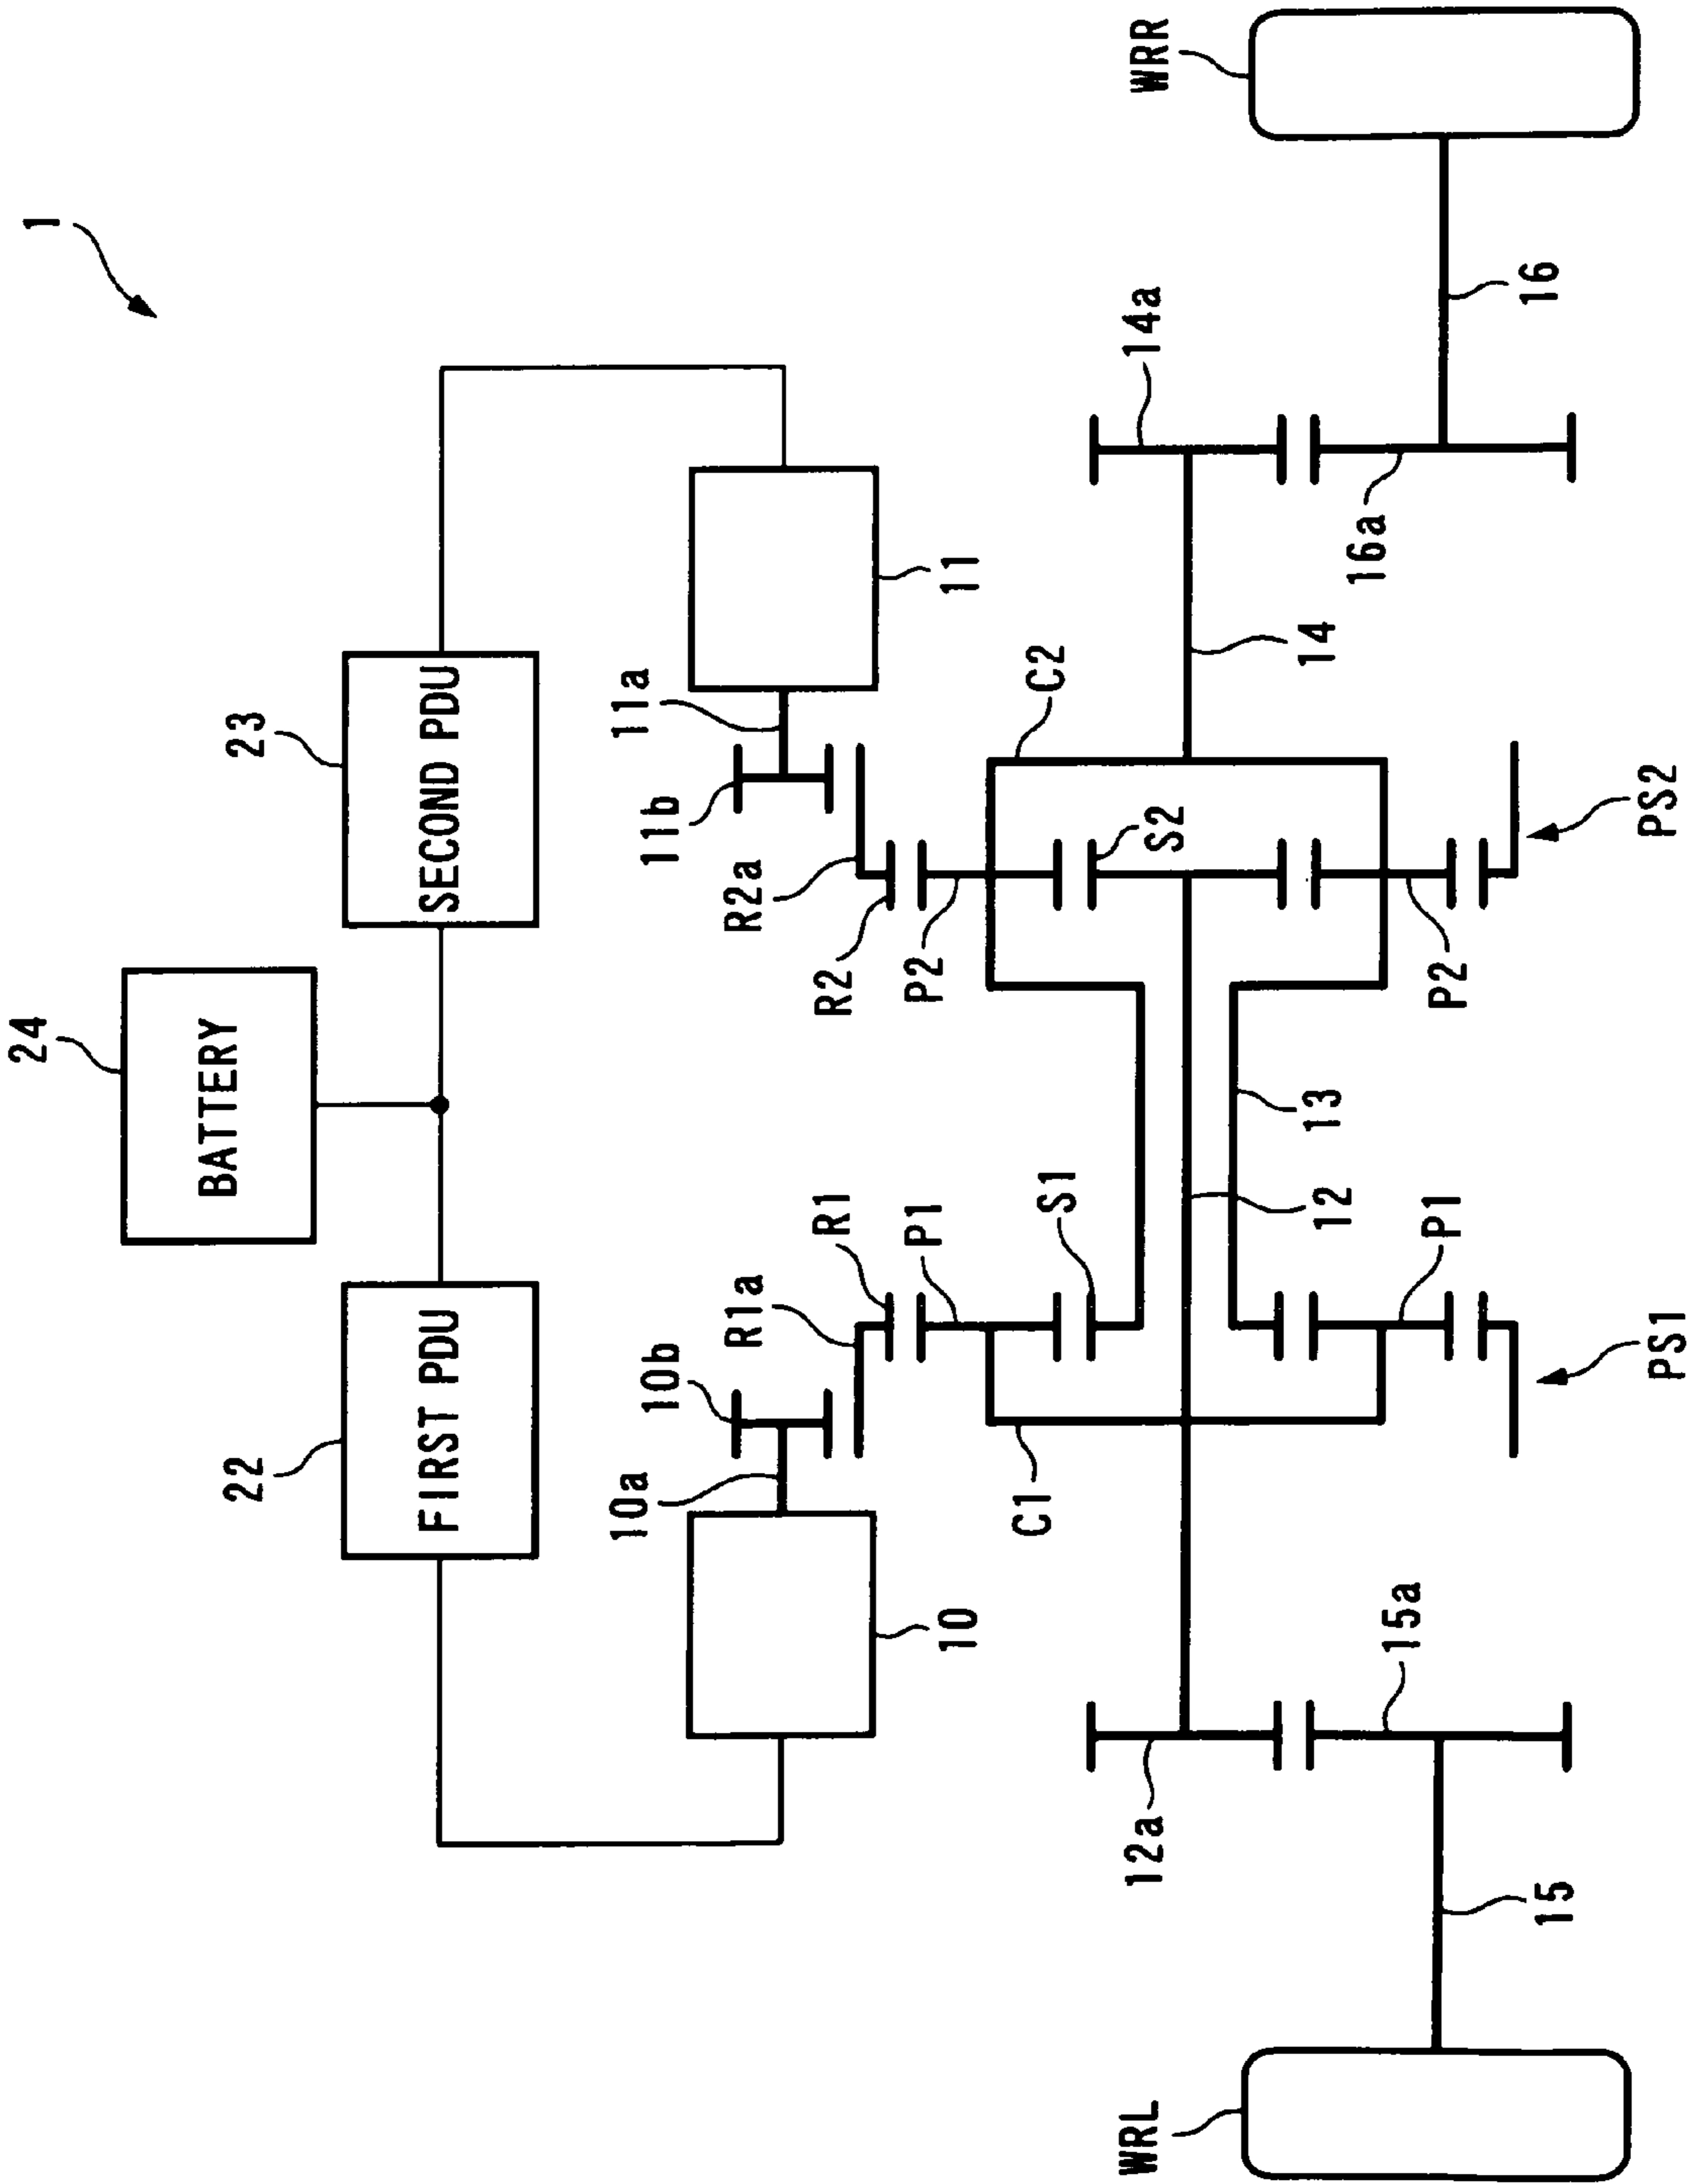 1
24
BATTERY
22
FIRST PDU
23
SECOND PDU
10
10a
10b
R1a
R1
P1
S1
C1
11
11a
11b
R2a
R2
P2
S2
C2
14
14a
WRR
16
16a
12
13
P1
P2
PS1
PS2
12a
15a
15
WRL